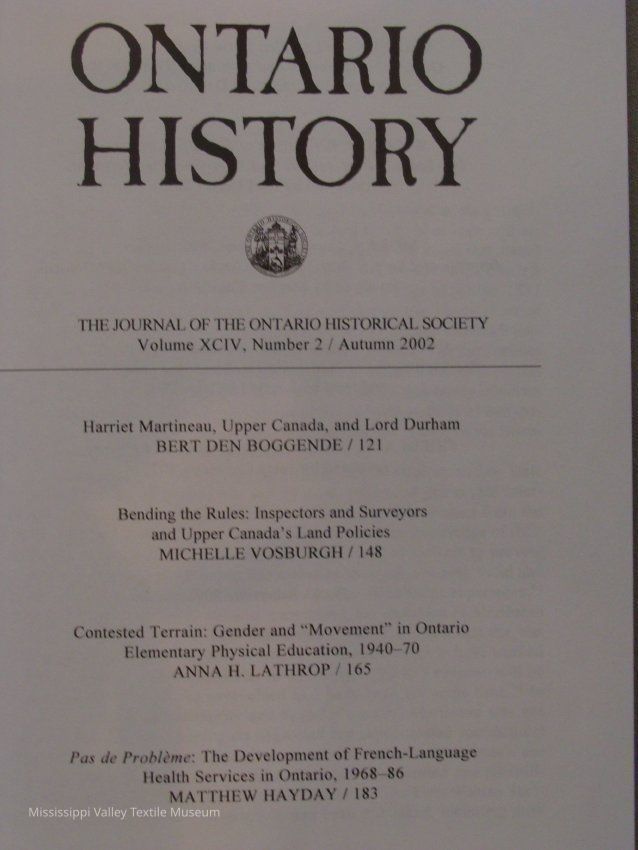 ONTARIO
HISTORY
THE JOURNAL OF THE ONTARIO HISTORICAL SOCIETY
Volume XCIV, Number 2 / Autumn 2002
Harriet Martineau, Upper Canada, and Lord Durham
BERT DEN BOGGENDE / 121
Bending the Rules: Inspectors and Surveyors
and Upper Canada's Land Policies
MICHELLE VOSBURGH / 148
Contested Terrain: Gender and “Movement” in Ontario
Elementary Physical Education, 1940–70
ANNA H. LATHROP / 165
Pas de Problème: The Development of French-Language
Health Services in Ontario, 1968–86
MATTHEW HAYDAY / 183
Mississippi Valley Textile Museum